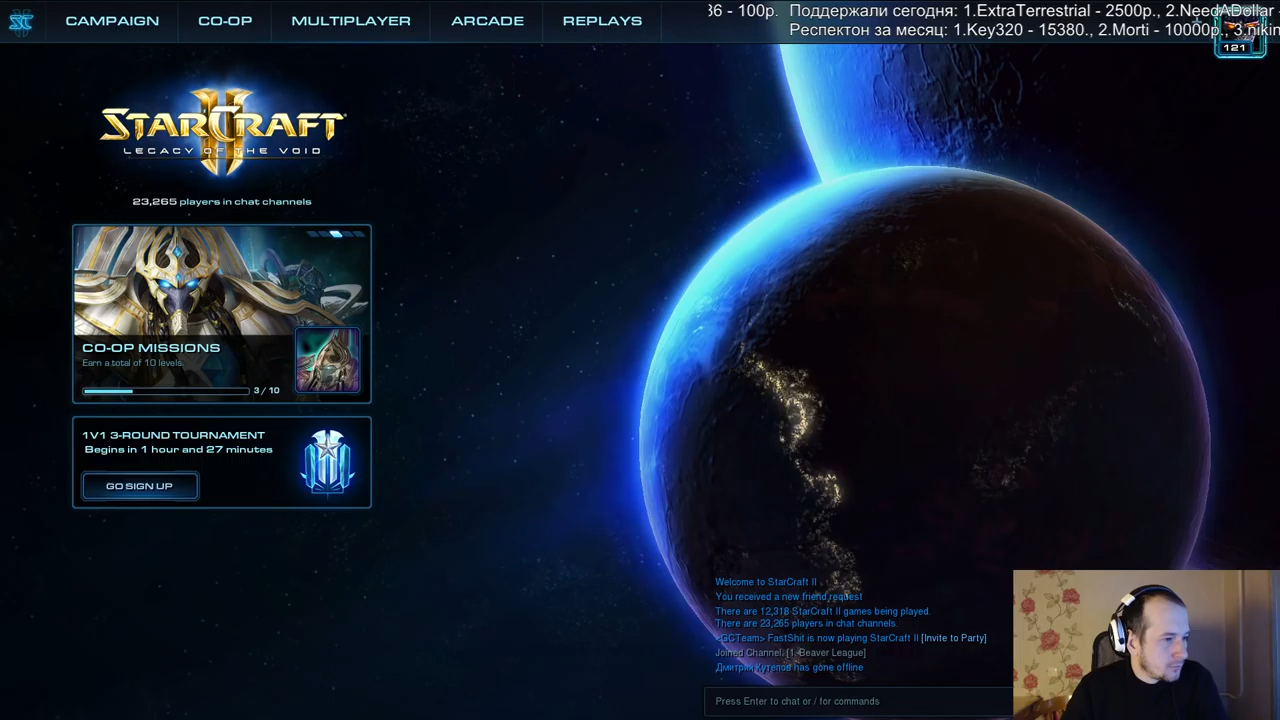 CAMPAIGN
CO-OP
MULTIPLAYER
ARCADE
REPLAYS
36 - 100р. Поддержали сегодня: 1.ExtraTerrestrial - 2500р., 2.NeedADollar -
Респектон за месяц: 1.Key320 - 15380., 2.Morti - 10000р., 3.nikin
121
STARCRAFT II
LEGACY OF THE VOID
23,265 players in chat channels
CO-OP MISSIONS
Earn a total of 10 levels.
3 / 10
1V1 3-ROUND TOURNAMENT
Begins in 1 hour and 27 minutes
GO SIGN UP
Welcome to StarCraft II
You received a new friend request
There are 12,318 StarCraft II games being played.
There are 23,265 players in chat channels.
<GCTeam> FastShit is now playing StarCraft II [Invite to Party]
Joined Channel: [1. Beaver League]
Дмитрий Кутепов has gone offline
Press Enter to chat or / for commands